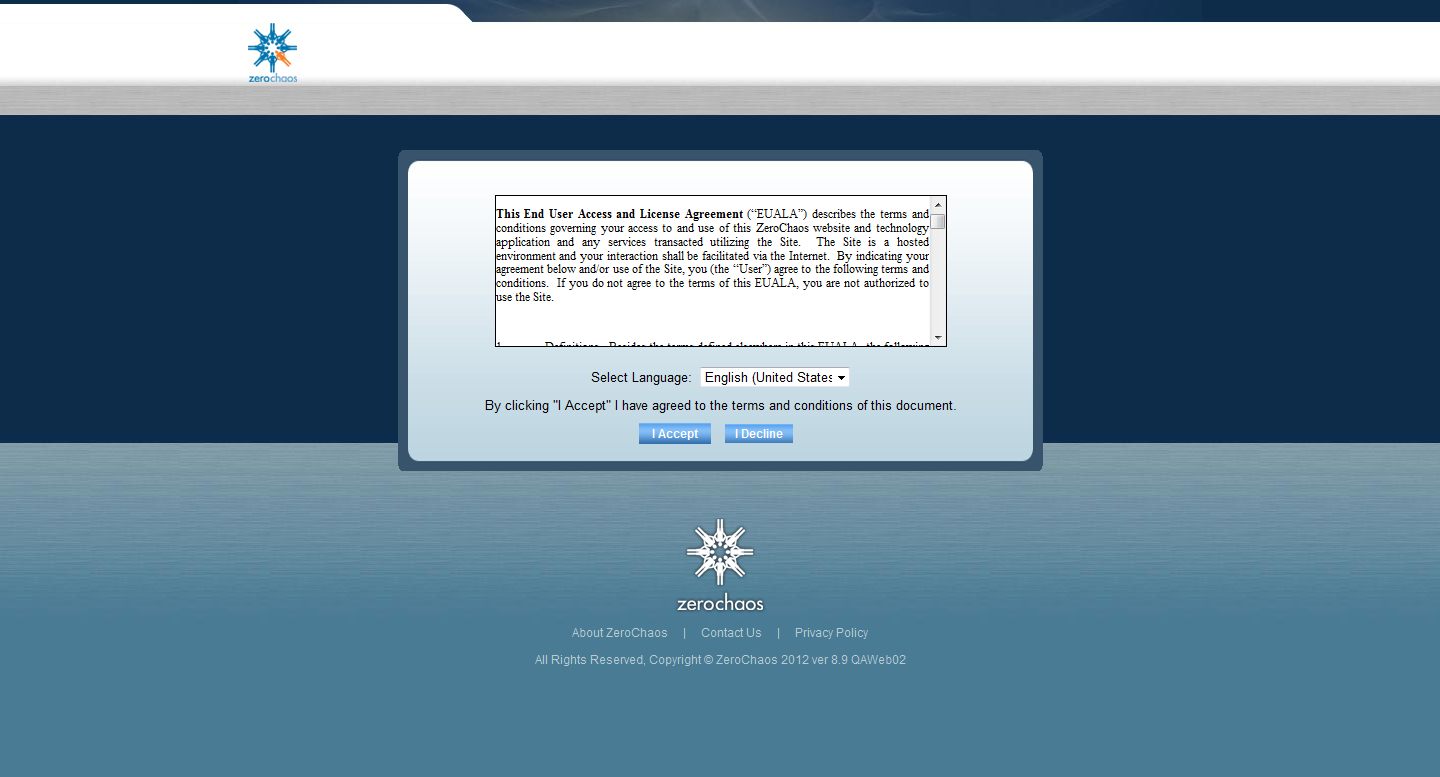 zerochaos
This End User Access and License Agreement (“EUALA”) describes the terms and
conditions governing your access to and use of this ZeroChaos website and technology
application and any services transacted utilizing the Site. The Site is a hosted
environment and your interaction shall be facilitated via the Internet. By indicating your
agreement below and/or use of the Site, you (the “User”) agree to the following terms and
conditions. If you do not agree to the terms of this EUALA, you are not authorized to
use the Site.
1. Definitions. Besides the terms defined elsewhere in this EUALA, the following
Select Language: English (United States
By clicking "I Accept" I have agreed to the terms and conditions of this document.
I Accept I Decline
zerochaos
About ZeroChaos | Contact Us | Privacy Policy
All Rights Reserved, Copyright © ZeroChaos 2012 ver 8.9 QAWeb02